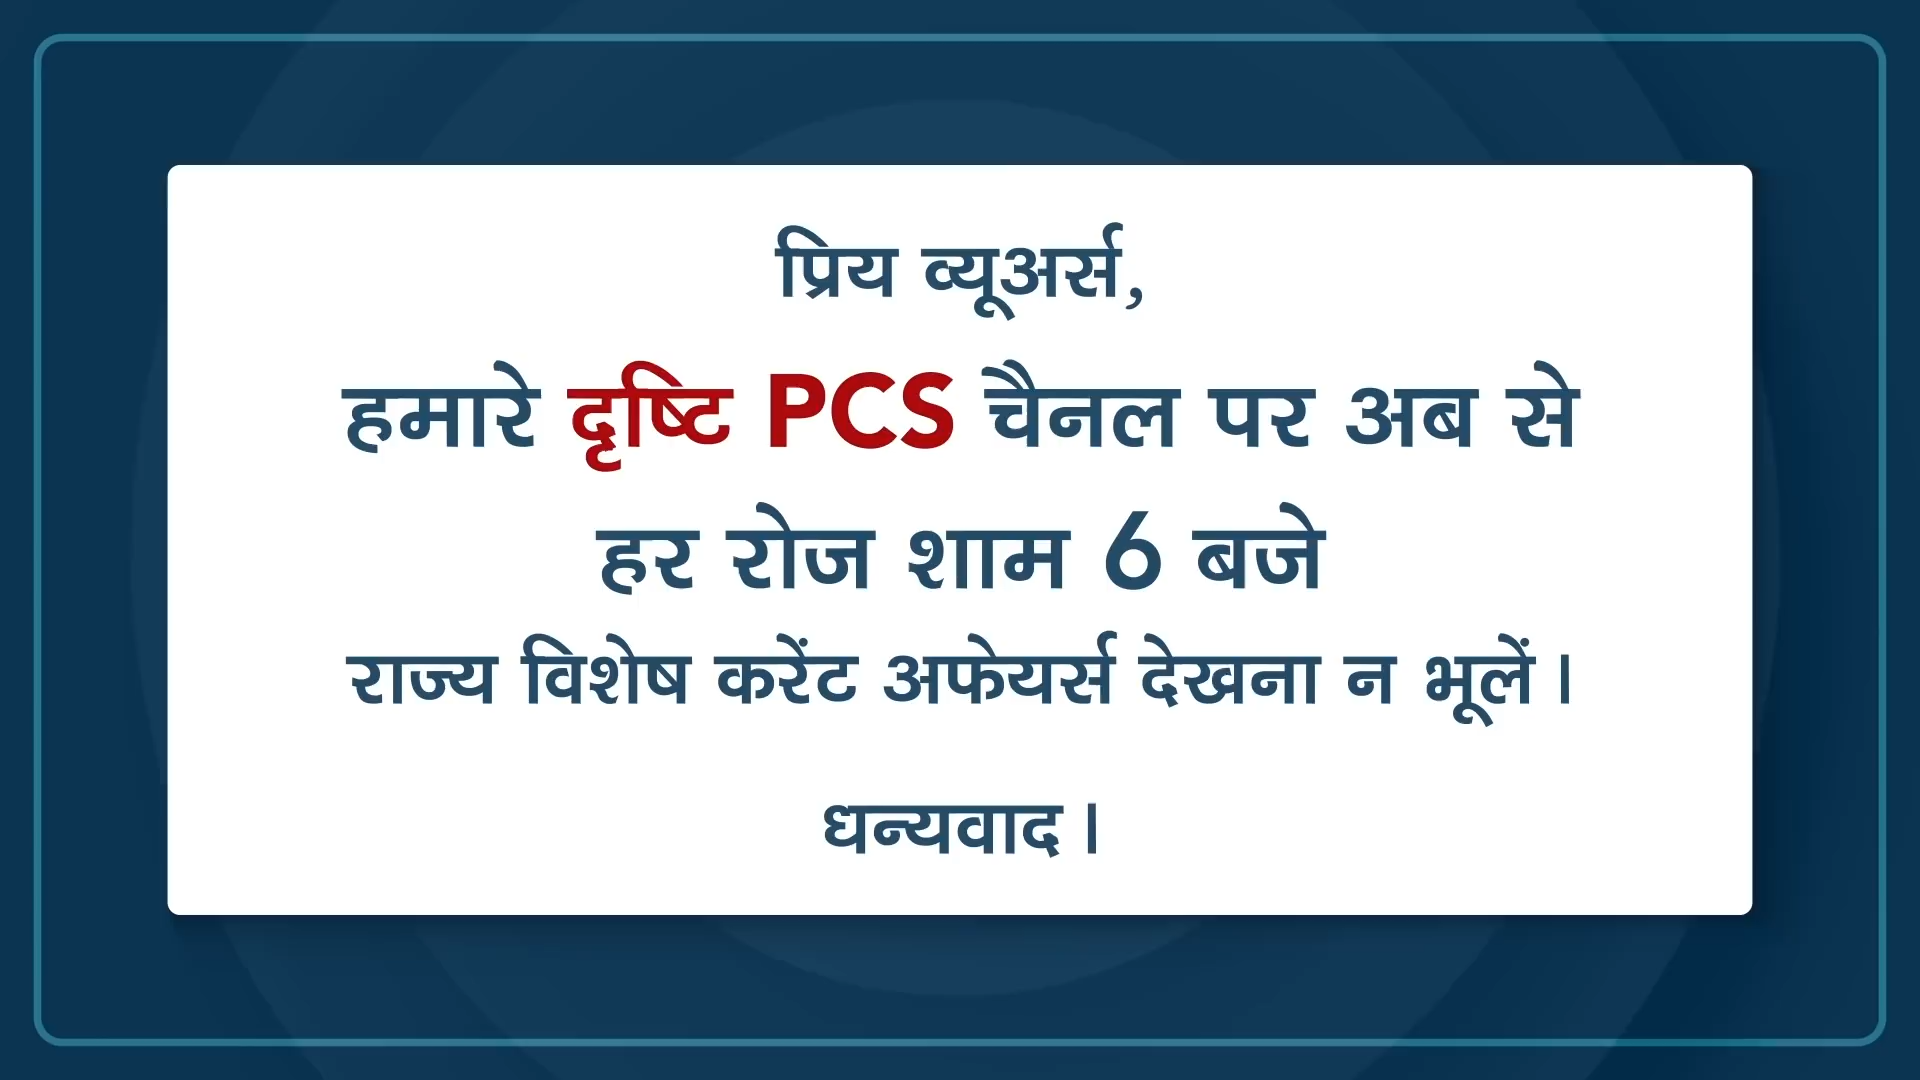 प्रिय व्यूअर्स,
हमारे दृष्टि PCS चैनल पर अब से
हर रोज शाम 6 बजे
राज्य विशेष करेंट अफेयर्स देखना न भूलें।
धन्यवाद।